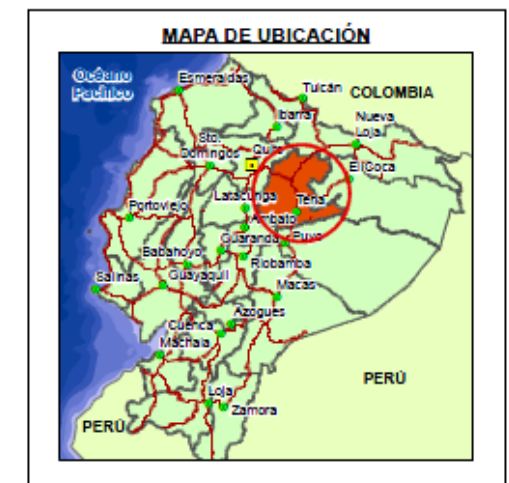 MAPA DE UBICACIÓN
Océano
Pacífico
Esmeraldas
Tulcán
COLOMBIA
Ibarra
Nueva
Loja
Sto.
Domingos
Quito
El Coca
Latacunga
Tena
Portoviejo
Ambato
Puyo
Guaranda
Babahoyo
Riobamba
Salinas
Guayaquil
Macas
Azogues
Cuenca
Machala
PERÚ
Loja
Zamora
PERÚ